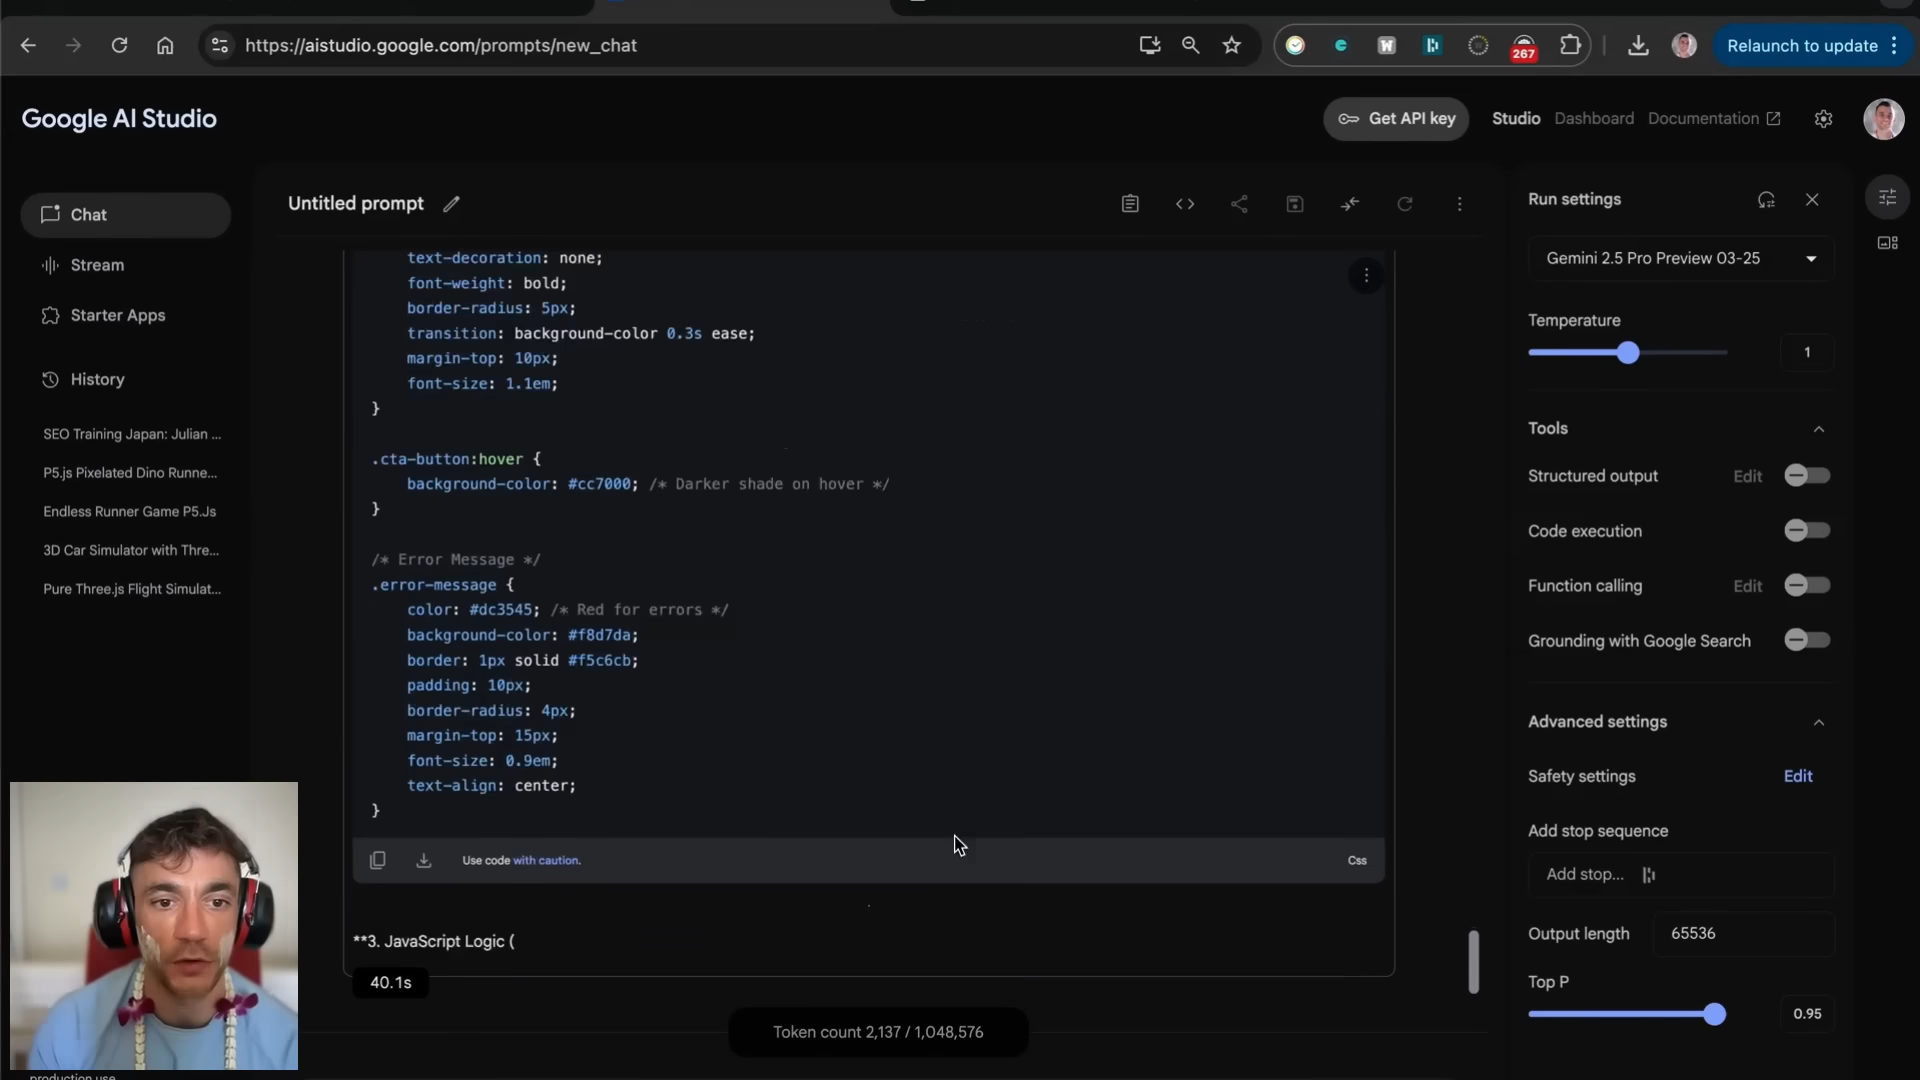 https://aistudio.google.com/prompts/new_chat
267
Relaunch to update
Google AI Studio
Get API key
Studio
Dashboard
Documentation
Chat
Stream
Starter Apps
History
SEO Training Japan: Julian ...
P5.js Pixelated Dino Runne...
Endless Runner Game P5.Js
3D Car Simulator with Thre...
Pure Three.js Flight Simulat...
Untitled prompt
text-decoration: none;
font-weight: bold;
border-radius: 5px;
transition: background-color 0.3s ease;
margin-top: 10px;
font-size: 1.1em;
}
.cta-button:hover {
background-color: #cc7000; /* Darker shade on hover */
}
/* Error Message */
.error-message {
color: #dc3545; /* Red for errors */
background-color: #f8d7da;
border: 1px solid #f5c6cb;
padding: 10px;
border-radius: 4px;
margin-top: 15px;
font-size: 0.9em;
text-align: center;
}
Use code with caution.
Css
**3. JavaScript Logic (
40.1s
Token count 2,137 / 1,048,576
Run settings
Gemini 2.5 Pro Preview 03-25
Temperature
1
Tools
Structured output
Edit
Code execution
Function calling
Edit
Grounding with Google Search
Advanced settings
Safety settings
Edit
Add stop sequence
Add stop...
Output length
65536
Top P
0.95
production use